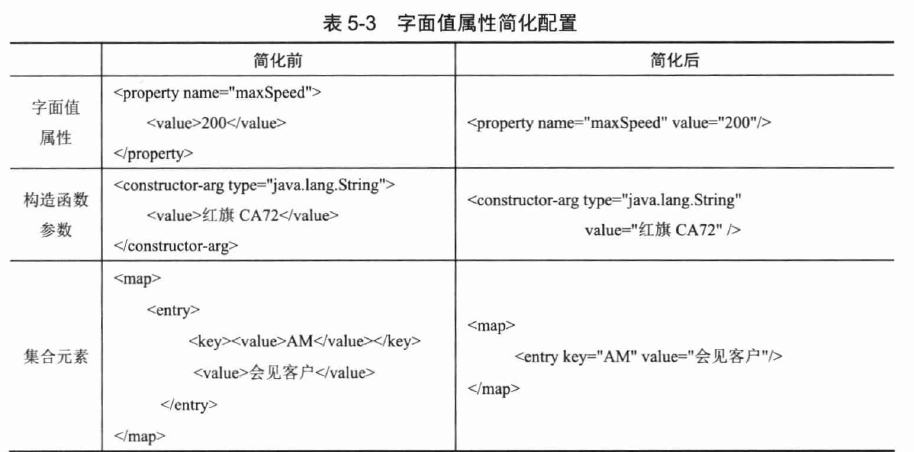 表 5-3 字面值属性简化配置
简化前 简化后
字面值
属性
<property name="maxSpeed">
<value>200</value>
</property>
<property name="maxSpeed" value="200"/>
构造函数
参数
<constructor-arg type="java.lang.String">
<value>红旗 CA72</value>
</constructor-arg>
<constructor-arg type="java.lang.String"
value="红旗 CA72" />
集合元素
<map>
<entry>
<key><value>AM</value></key>
<value>会见客户</value>
</entry>
</map>
<map>
<entry key="AM" value="会见客户"/>
</map>